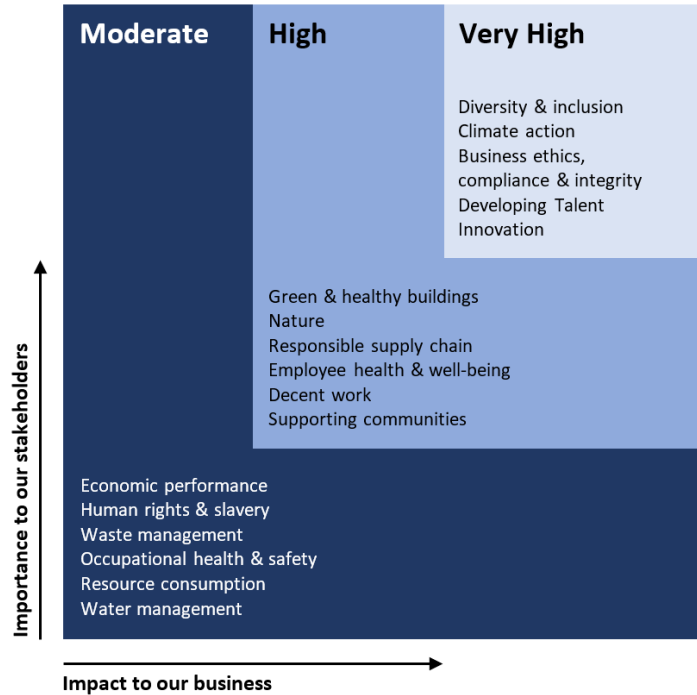 Moderate
High
Very High
Diversity & inclusion
Climate action
Business ethics,
compliance & integrity
Developing Talent
Innovation
Green & healthy buildings
Nature
Responsible supply chain
Employee health & well-being
Decent work
Supporting communities
Economic performance
Human rights & slavery
Waste management
Occupational health & safety
Resource consumption
Water management
Importance to our stakeholders
Impact to our business